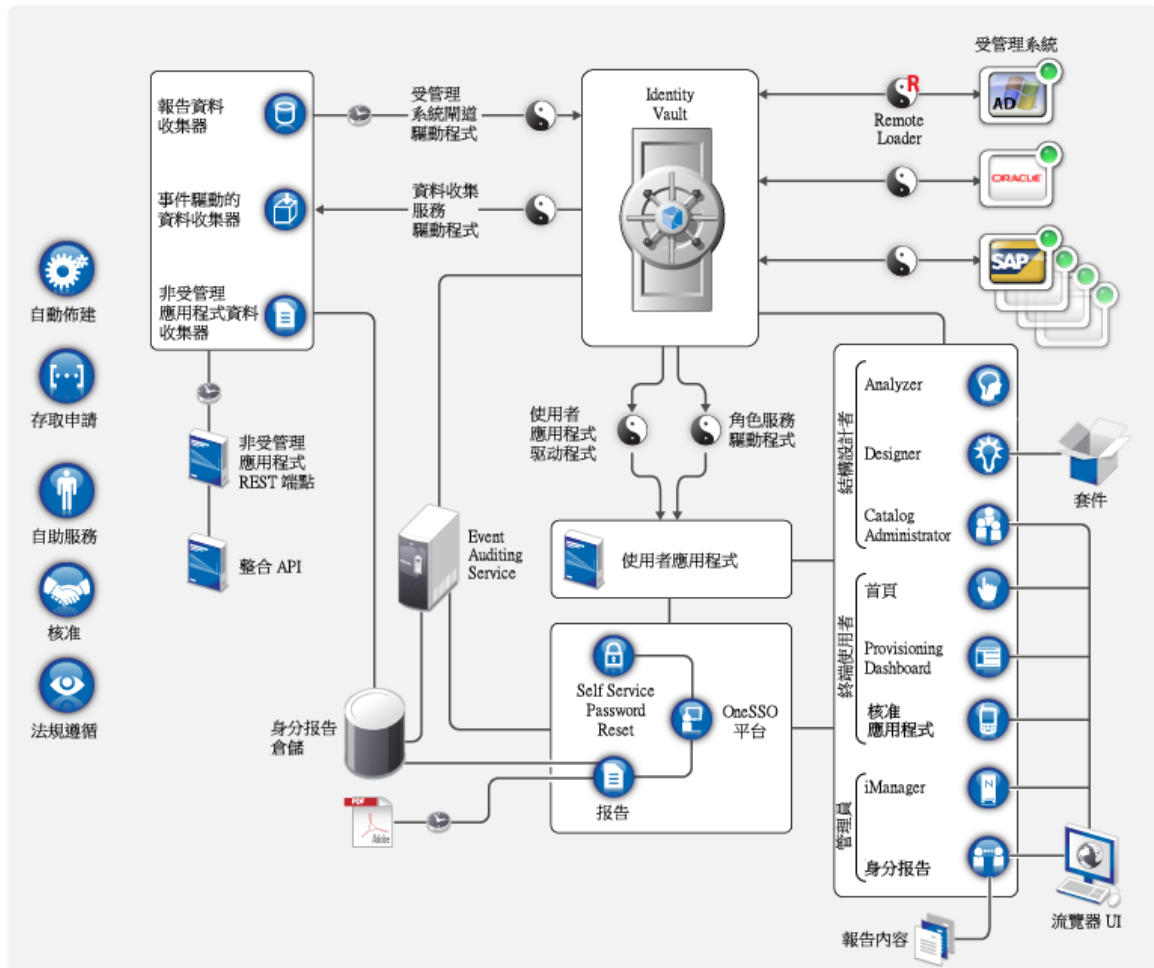 受管理系統
報告資料
收集器
受管理
系統閘道
驅動程式
Identity
Vault
R
AD
Remote
Loader
事件驅動的
資料收集器
資料收集
服務
驅動程式
ORACLE
SAP
非受管理
應用程式資料
收集器
自動佈建
存取申請
自助服務
核准
法規遵循
非受管理
應用程式
REST 端點
整合 API
使用者
應用程式
驱动程式
角色服務
驅動程式
Event
Auditing
Service
使用者應用程式
Self Service
Password
Reset
OneSSO
平台
报告
身分报告
倉儲
PDF
Adobe
結構設計者
Analyzer
Designer
Catalog
Administrator
套件
終端使用者
首頁
Provisioning
Dashboard
核准
應用程式
管理員
iManager
N
身分报告
流覽器 UI
報告內容